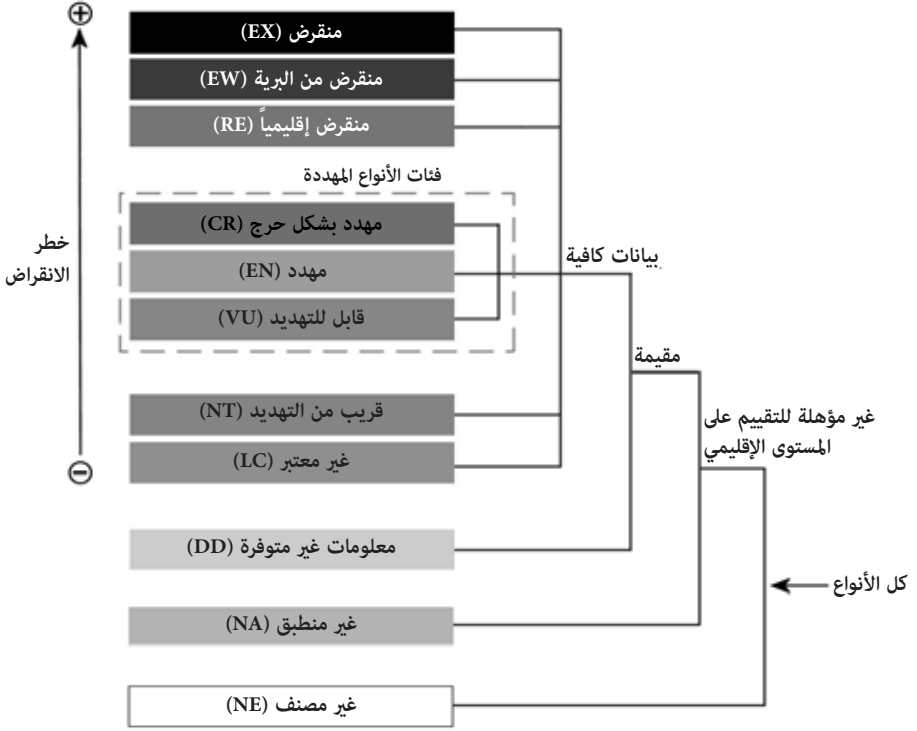 منقرض (EX)
منقرض من البرية (EW)
منقرض إقليمياً (RE)
فئات الأنواع المهددة
مهدد بشكل حرج (CR)
مهدد (EN)
قابل للتهديد (VU)
قريب من التهديد (NT)
غير معتبر (LC)
معلومات غير متوفرة (DD)
غير منطبق (NA)
غير مصنف (NE)
خطر
الانقراض
بيانات كافية
مقيمة
غير مؤهلة للتقييم على
المستوى الإقليمي
كل الأنواع